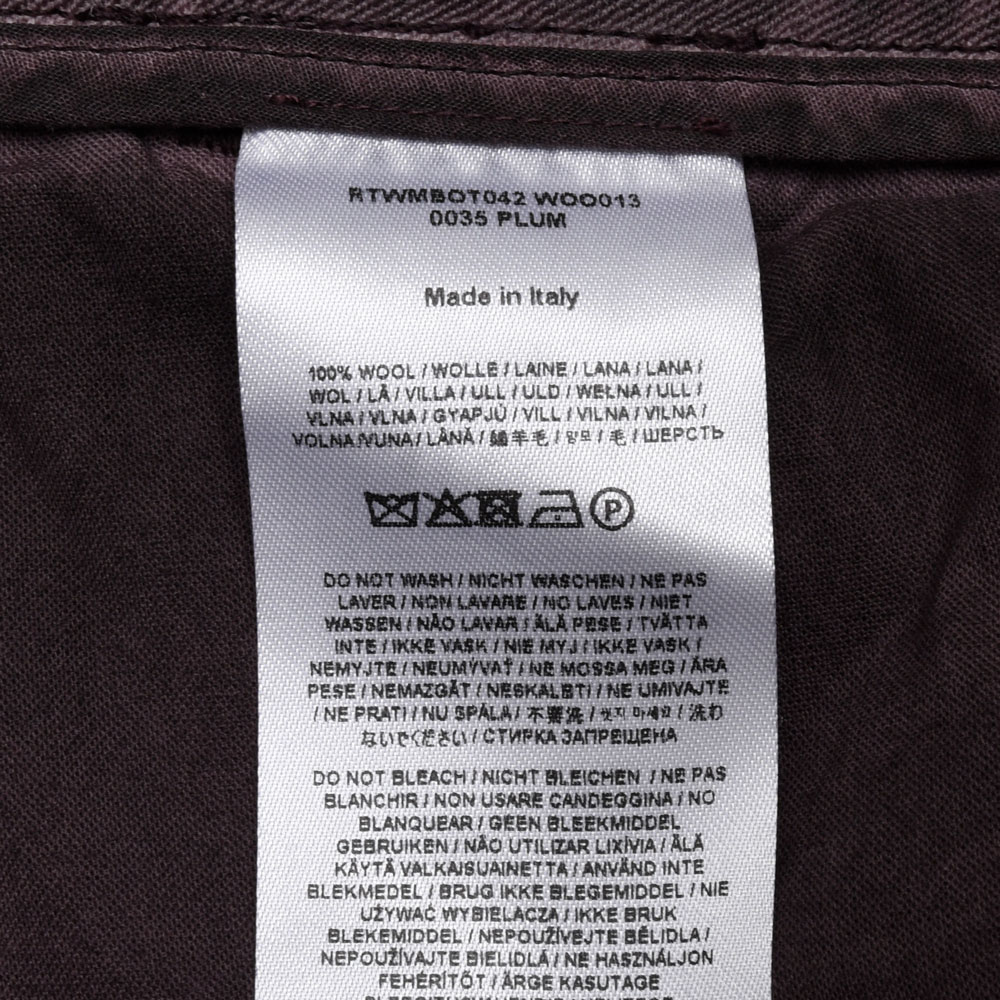 RTWMBOT042 WOO013
0035 PLUM
Made in Italy
100% WOOL / WOLLE / LAINE / LANA / LANA /
WOL / LÃ / VILLA / ULL / ULD / WEŁNA / ULL /
VLNA / VLNA / GYAPJÚ / VILL / VILNA / VILNA /
VOLNA /VUNA / LÂNĂ / 綿羊毛 / 양모 / 毛 / ШЕРСТЬ
P
DO NOT WASH / NICHT WASCHEN / NE PAS
LAVER / NON LAVARE / NO LAVES / NIET
WASSEN / NÃO LAVAR / ÄLÄ PESE / TVÄTTA
INTE / IKKE VASK / NIE MYJ / IKKE VASK /
NEMYJTE / NEUMÝVAŤ / NE MOSSA MEG / ÄRA
PESE / NEMAZGĀT / NESKALBTI / NE UMIVAJTE
/ NE PRATI / NU SPĂLA / 不要洗 / 씻지 마세요 / 洗わ
ないでください / СТИРКА ЗАПРЕЩЕНА
DO NOT BLEACH / NICHT BLEICHEN / NE PAS
BLANCHIR / NON USARE CANDEGGINA / NO
BLANQUEAR / GEEN BLEEKMIDDEL
GEBRUIKEN / NÃO UTILIZAR LIXÍVIA / ÄLÄ
KÄYTÄ VALKAISUAINETTA / ANVÄND INTE
BLEKMEDEL / BRUG IKKE BLEGEMIDDEL / NIE
UŻYWAĆ WYBIELACZA / IKKE BRUK
BLEKEMIDDEL / NEPOUŽÍVEJTE BĚLIDLA /
NEPOUŽÍVAJTE BIELIDLÁ / NE HASZNÁLJON
FEHÉRÍTŐT / ÄRGE KASUTAGE